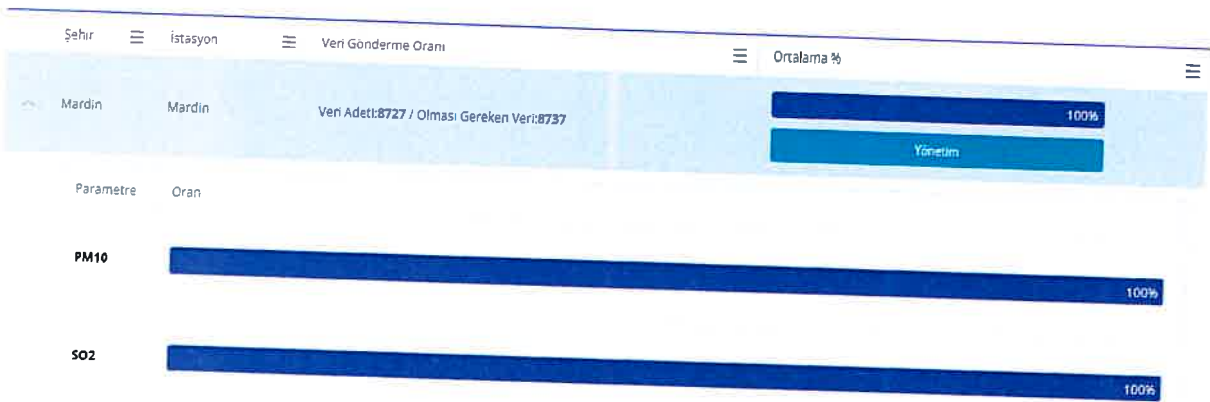 Şehir İstasyon Veri Gönderme Oranı Ortalama %
Mardin Mardin Veri Adeti:8727 / Olması Gereken Veri:8737 100%
Yönetim
Parametre Oran
PM10 100%
SO2 100%